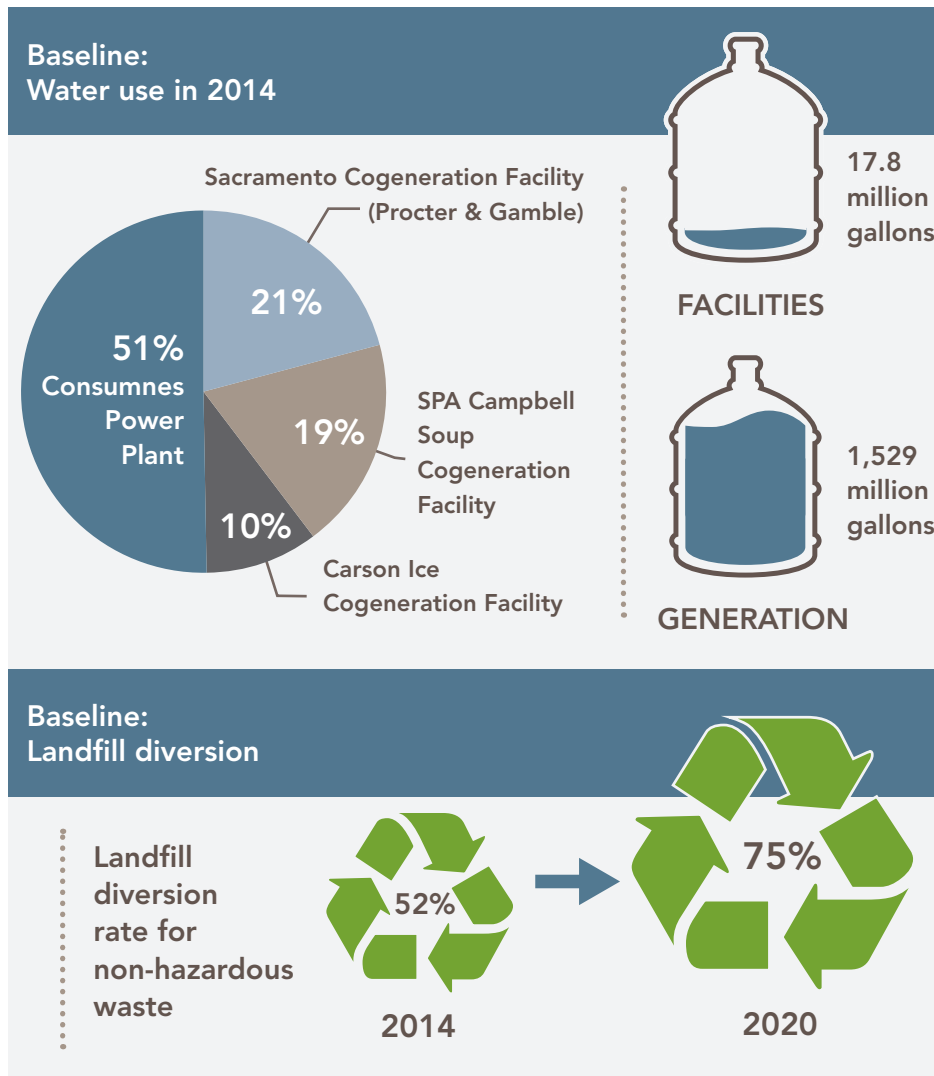 Baseline:
Water use in 2014
Sacramento Cogeneration Facility
(Procter & Gamble)
21%
51%
Consumnes
Power
Plant
19%
SPA Campbell
Soup
Cogeneration
Facility
10%
Carson Ice
Cogeneration Facility
17.8
million
gallons
FACILITIES
1,529
million
gallons
GENERATION
Baseline:
Landfill diversion
Landfill
diversion
rate for
non-hazardous
waste
52%
2014
75%
2020